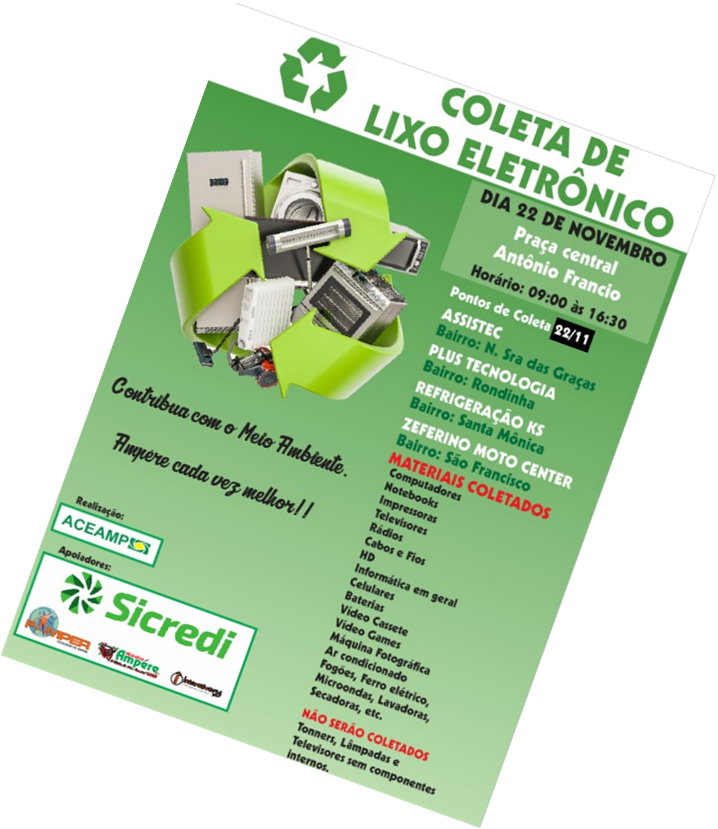 COLETA DE
LIXO ELETRÔNICO
DIA 22 DE NOVEMBRO
Praça central
Antônio Francio
Horário: 09:00 às 16:30
Pontos de Coleta 22/11
ASSISTEC
Bairro: N. Sra das Graças
PLUS TECNOLOGIA
Bairro: Rondinha
REFRIGERAÇÃO KS
Bairro: Santa Mônica
ZEFERINO MOTO CENTER
Bairro: São Francisco
MATERIAIS COLETADOS
Computadores
Notebooks
Impressoras
Televisores
Rádios
Cabos e Fios
HD
Informática em geral
Celulares
Baterias
Vídeo Cassete
Vídeo Games
Máquina Fotográfica
Ar condicionado
Fogões, Ferro elétrico,
Microondas, Lavadoras,
Secadoras, etc.
NÃO SERÃO COLETADOS
Tonners, Lâmpadas e
Televisores sem componentes
internos.
Contribua com o Meio Ambiente.
Ampére cada vez melhor!!
Realização:
ACEAMP
Apoiadores:
Sicredi
Ampére